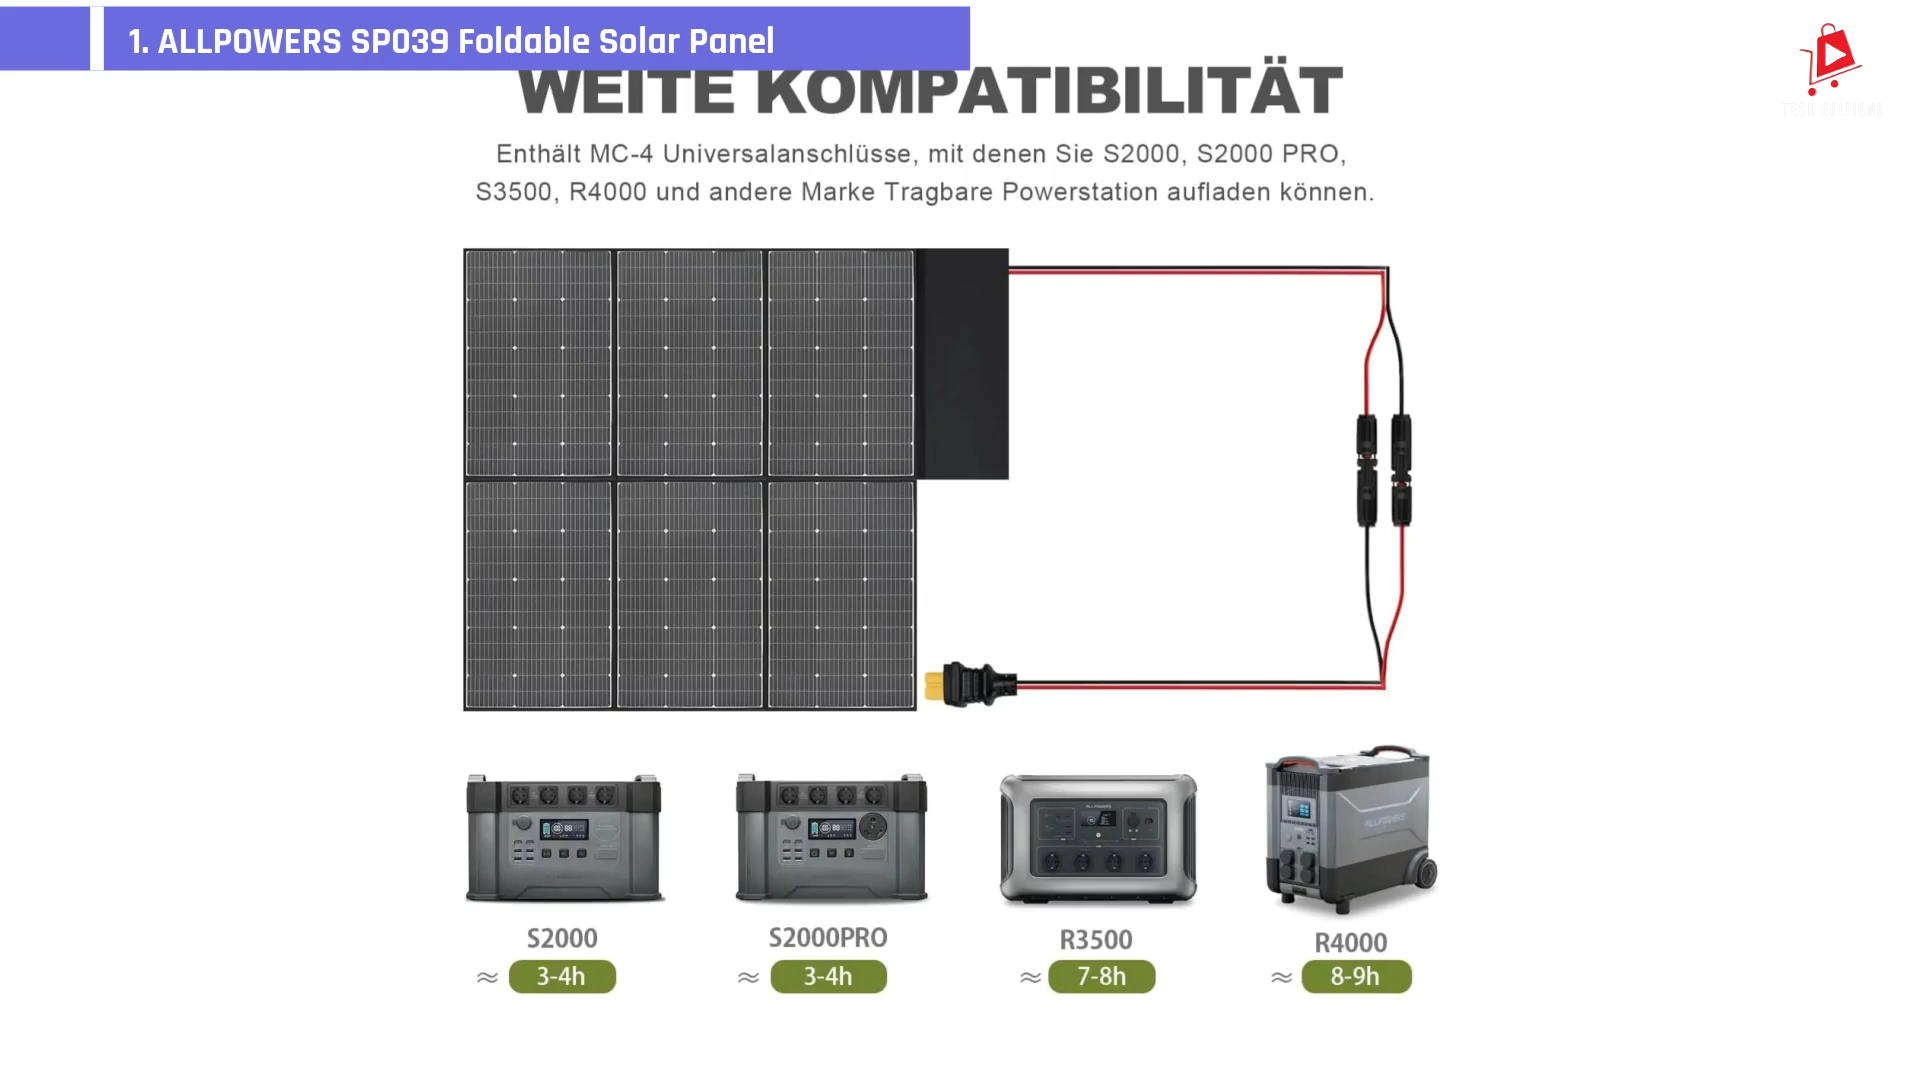 1. ALLPOWERS SP039 Foldable Solar Panel
WEITE KOMPATIBILITÄT
Enthält MC-4 Universalanschlüsse, mit denen Sie S2000, S2000 PRO,
S3500, R4000 und andere Marke Tragbare Powerstation aufladen können.
ALLPOWERS
ALLPOWERS
S2000
S2000PRO
R3500
R4000
≈ 3-4h
≈ 3-4h
≈ 7-8h
≈ 8-9h